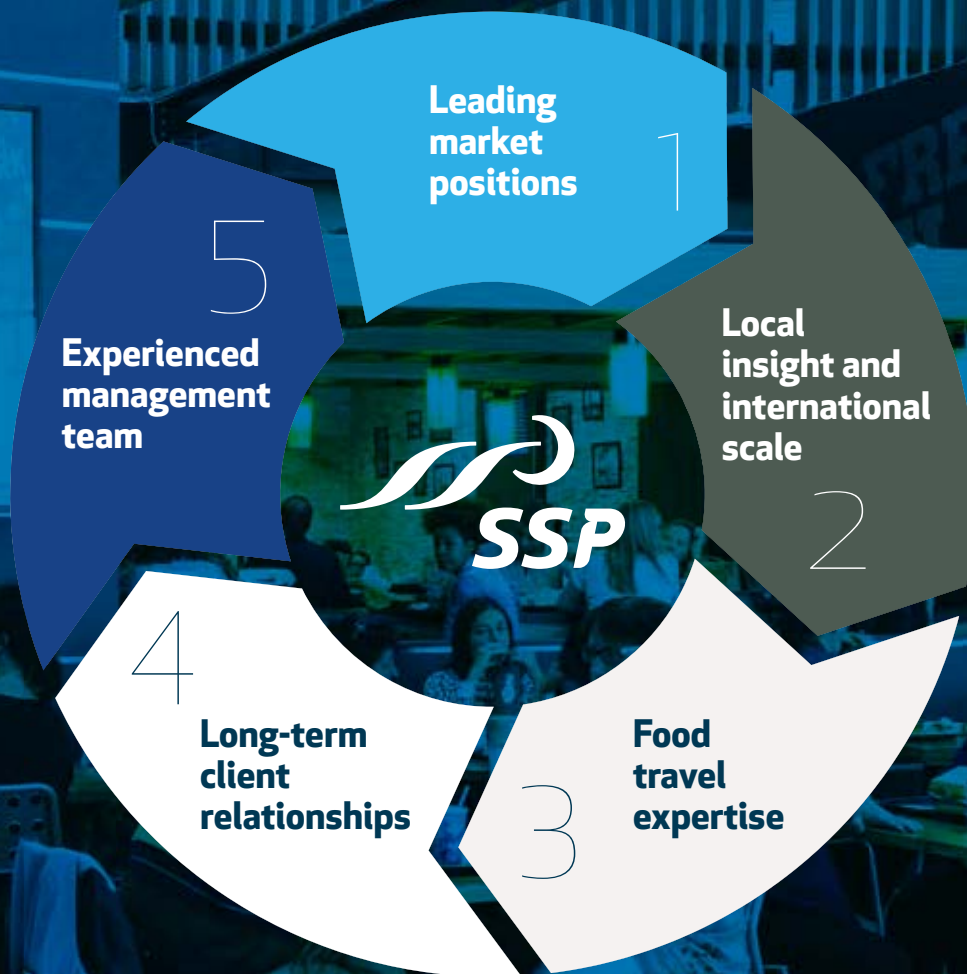 Leading
market
positions
1
Local
insight and
international
scale
2
Food
travel
expertise
3
4
Long-term
client
relationships
5
Experienced
management
team
SSP